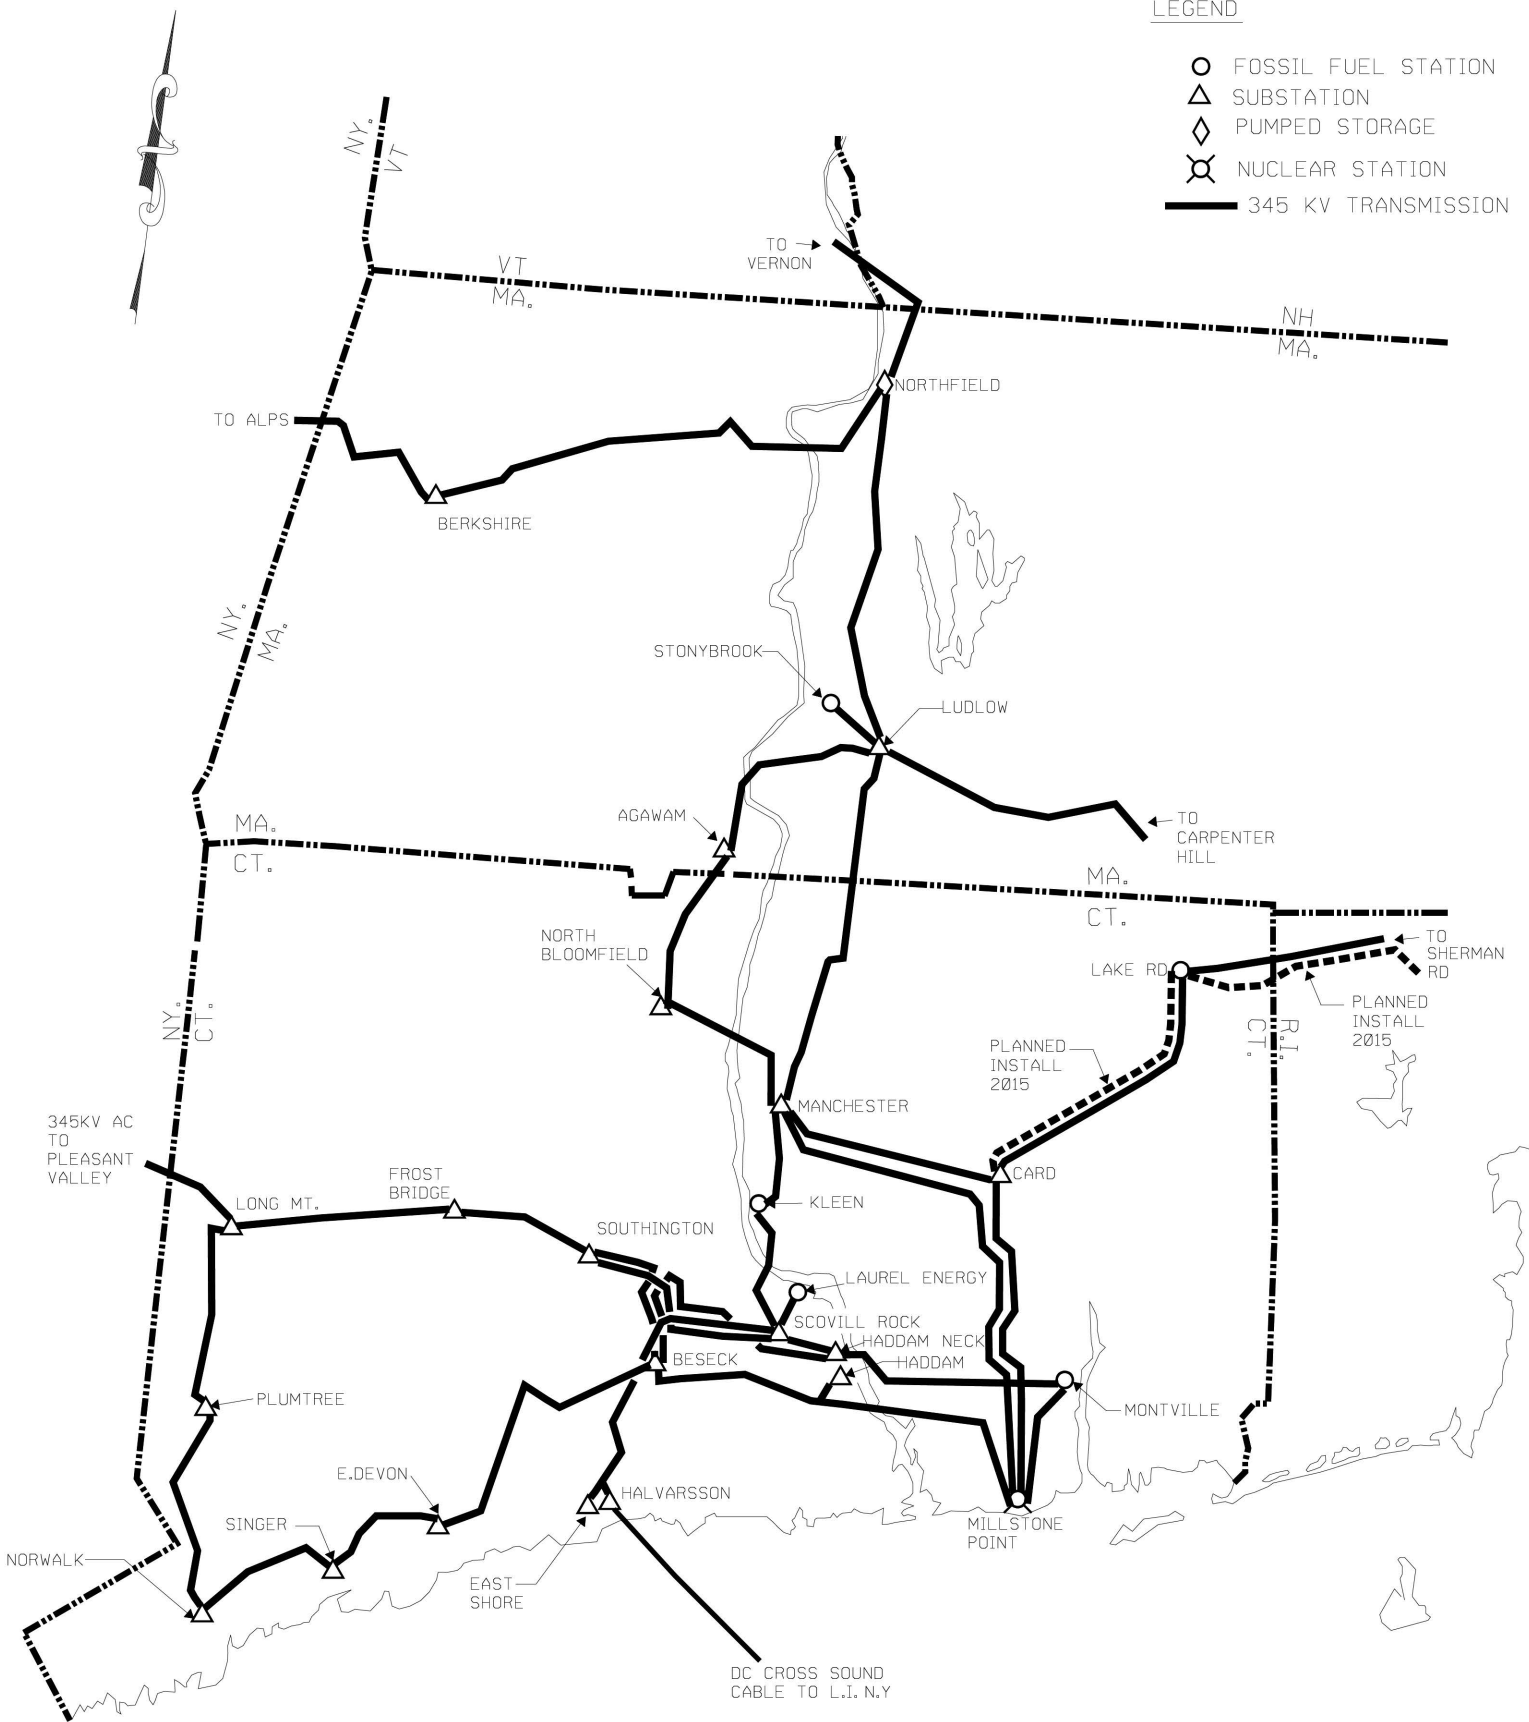 LEGEND
FOSSIL FUEL STATION
SUBSTATION
PUMPED STORAGE
NUCLEAR STATION
345 KV TRANSMISSION
NY.
VT
TO
VERNON
VT
MA.
NH
MA.
NORTHFIELD
TO ALPS
BERKSHIRE
NY.
MA.
STONYBROOK
LUDLOW
AGAWAM
TO
CARPENTER
HILL
MA.
CT.
MA.
CT.
NORTH
BLOOMFIELD
TO
SHERMAN
RD
LAKE RD
PLANNED
INSTALL
2015
NY.
CT.
R.I.
CT.
PLANNED
INSTALL
2015
MANCHESTER
345KV AC
TO
PLEASANT
VALLEY
FROST
BRIDGE
CARD
LONG MT.
KLEEN
SOUTHINGTON
LAUREL ENERGY
SCOVILL ROCK
HADDAM NECK
BESECK
HADDAM
PLUMTREE
MONTVILLE
E.DEVON
HALVARSSON
SINGER
MILLSTONE
POINT
NORWALK
EAST
SHORE
DC CROSS SOUND
CABLE TO L.I. N.Y